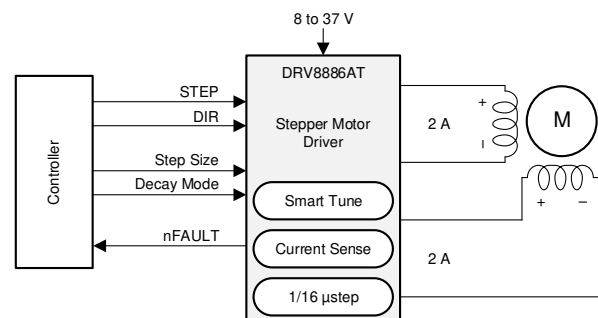 8 to 37 V
DRV8886AT
Stepper Motor
Driver
Controller
STEP
DIR
Step Size
Decay Mode
nFAULT
Smart Tune
Current Sense
1/16 µstep
2 A
+
–
M
+
–
2 A